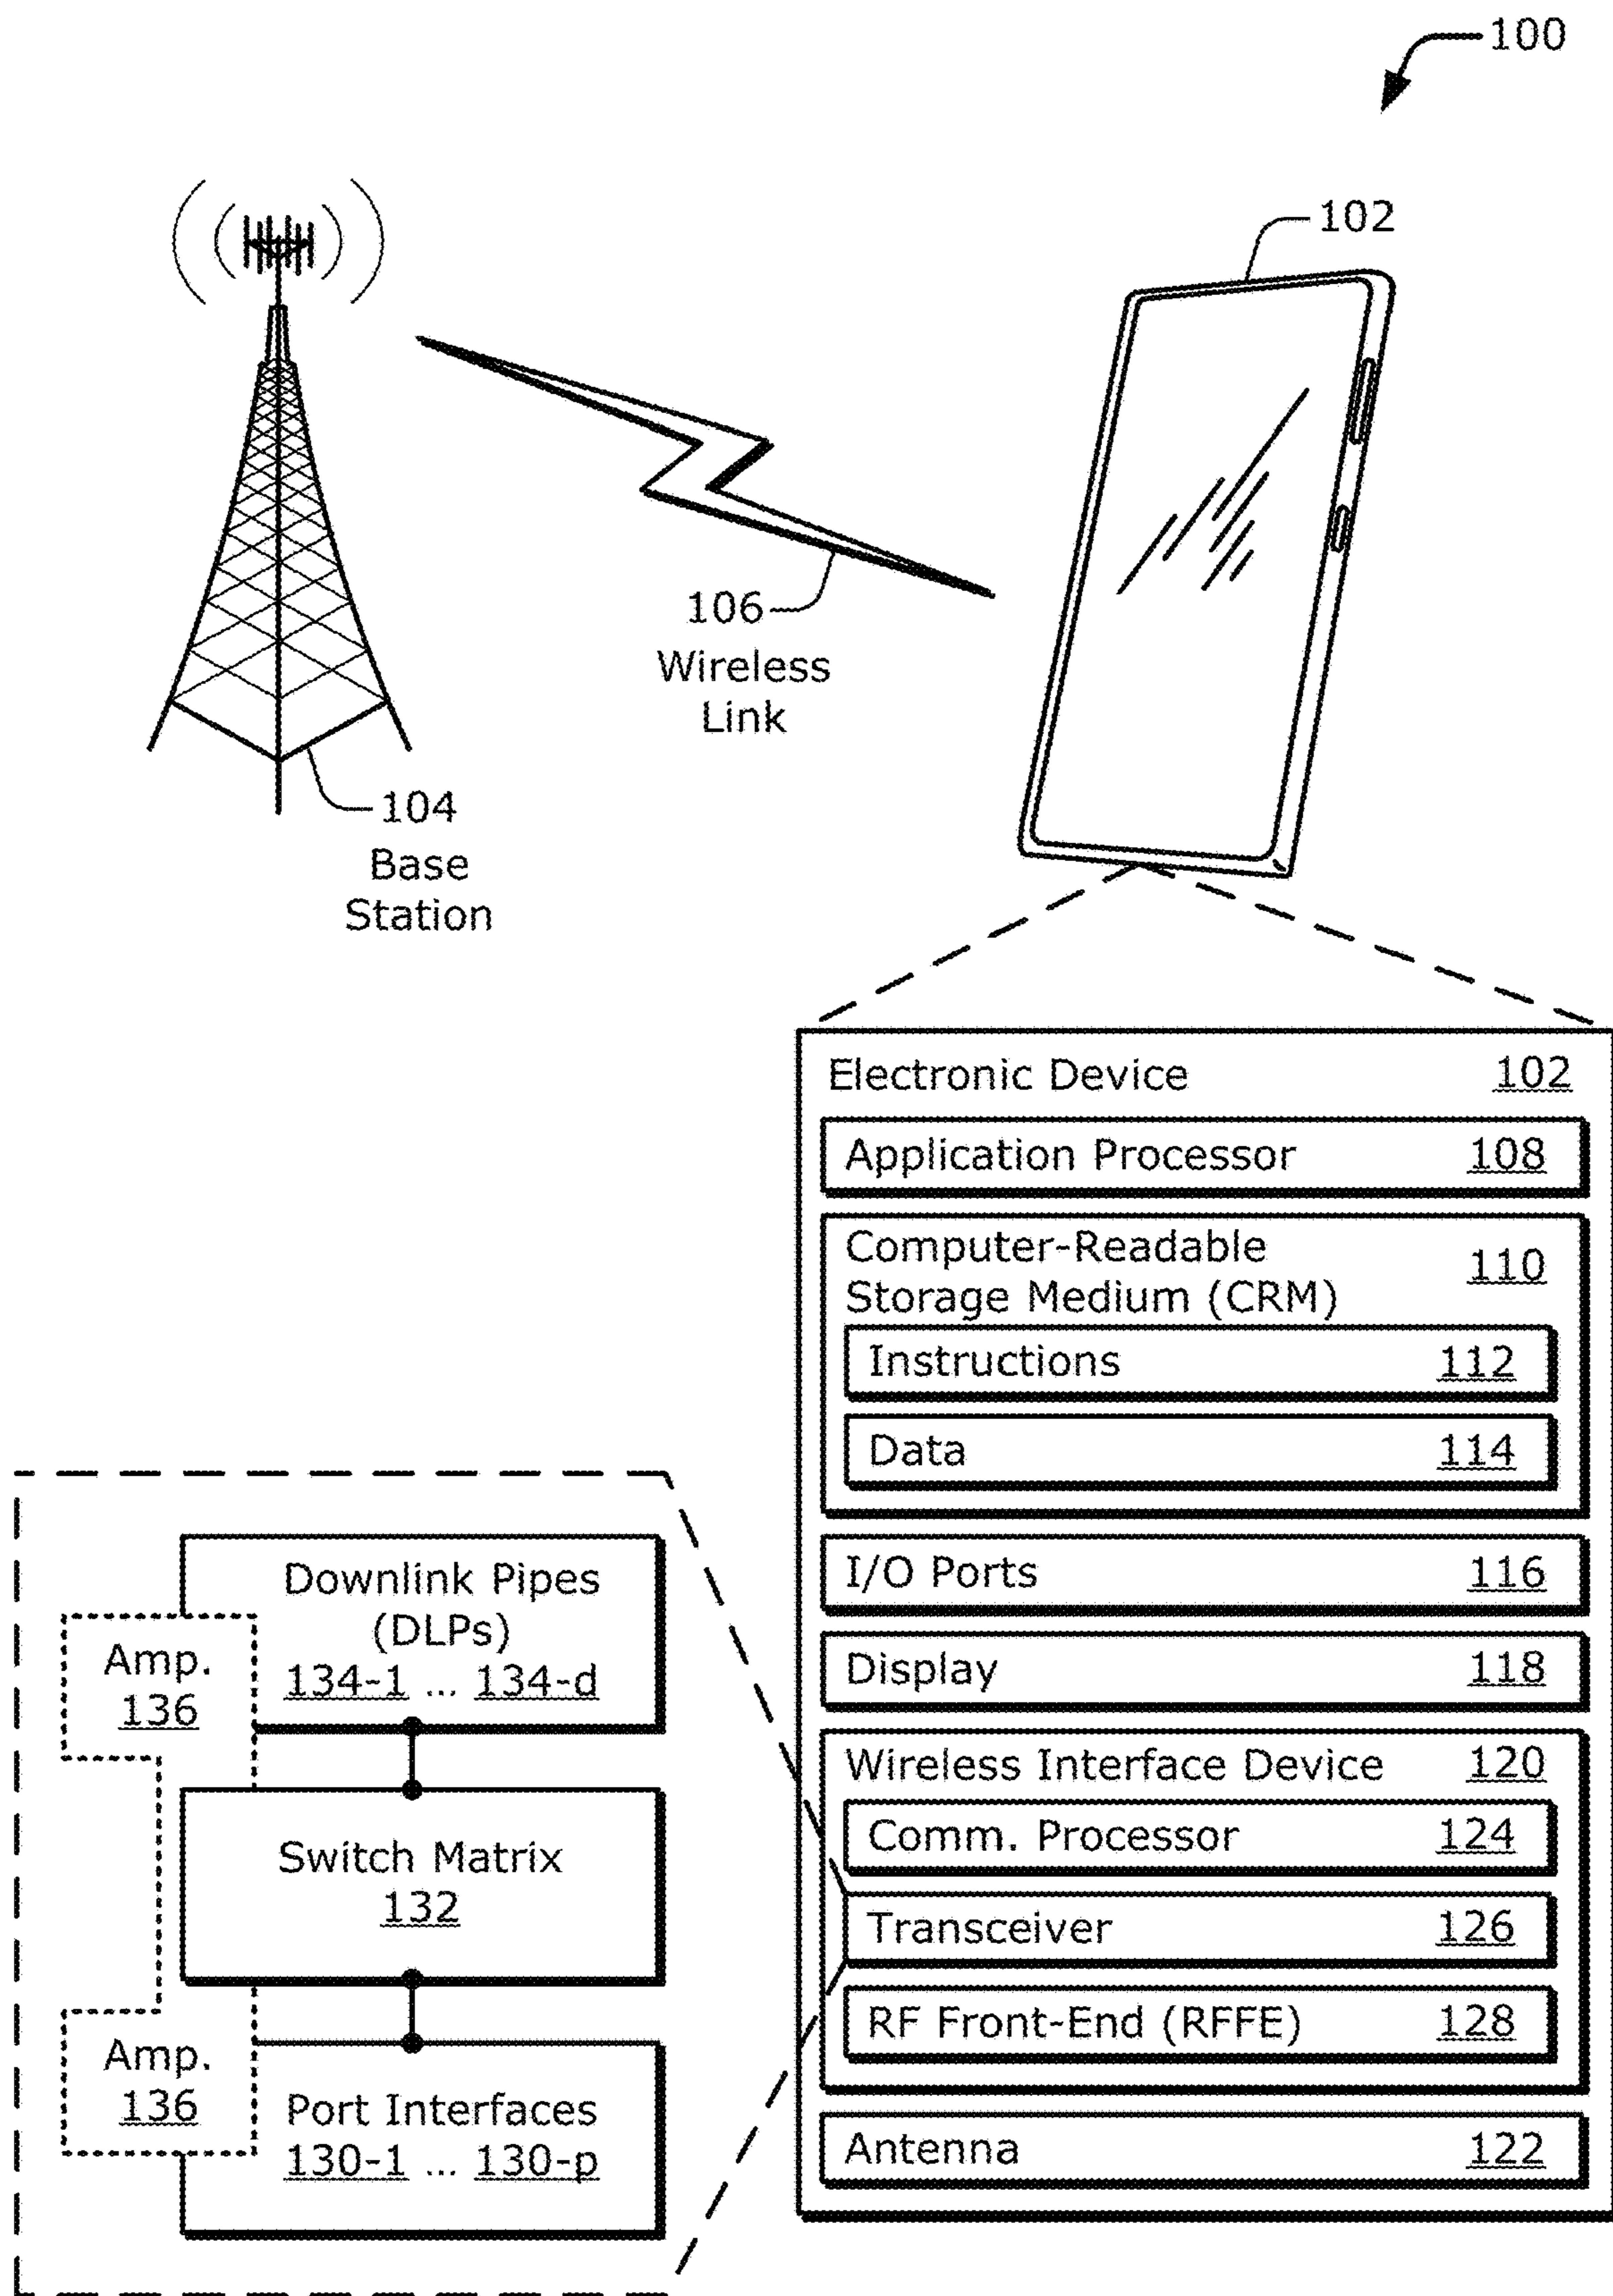 100
102
106
Wireless
Link
104
Base
Station
Electronic Device 102
Application Processor 108
Computer-Readable
Storage Medium (CRM) 110
Instructions 112
Data 114
I/O Ports 116
Display 118
Wireless Interface Device 120
Comm. Processor 124
Transceiver 126
RF Front-End (RFFE) 128
Antenna 122
Downlink Pipes
(DLPs)
134-1 ... 134-d
Amp.
136
Switch Matrix
132
Amp.
136
Port Interfaces
130-1 ... 130-p